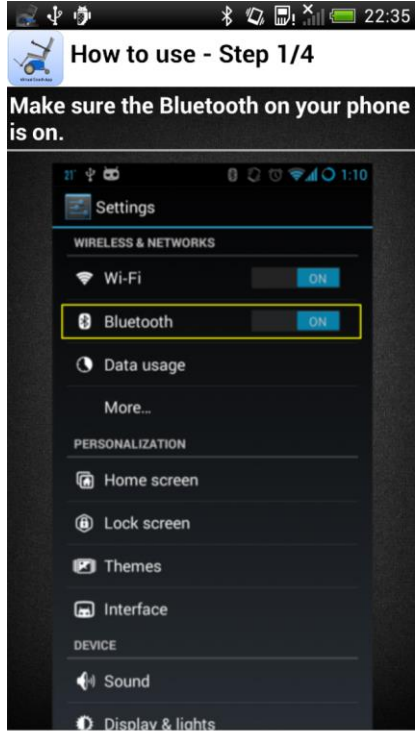 22:35
How to use - Step 1/4
Make sure the Bluetooth on your phone
is on.
21° 1:10
Settings
WIRELESS & NETWORKS
Wi-Fi ON
Bluetooth ON
Data usage
More...
PERSONALIZATION
Home screen
Lock screen
Themes
Interface
DEVICE
Sound
Display & lights